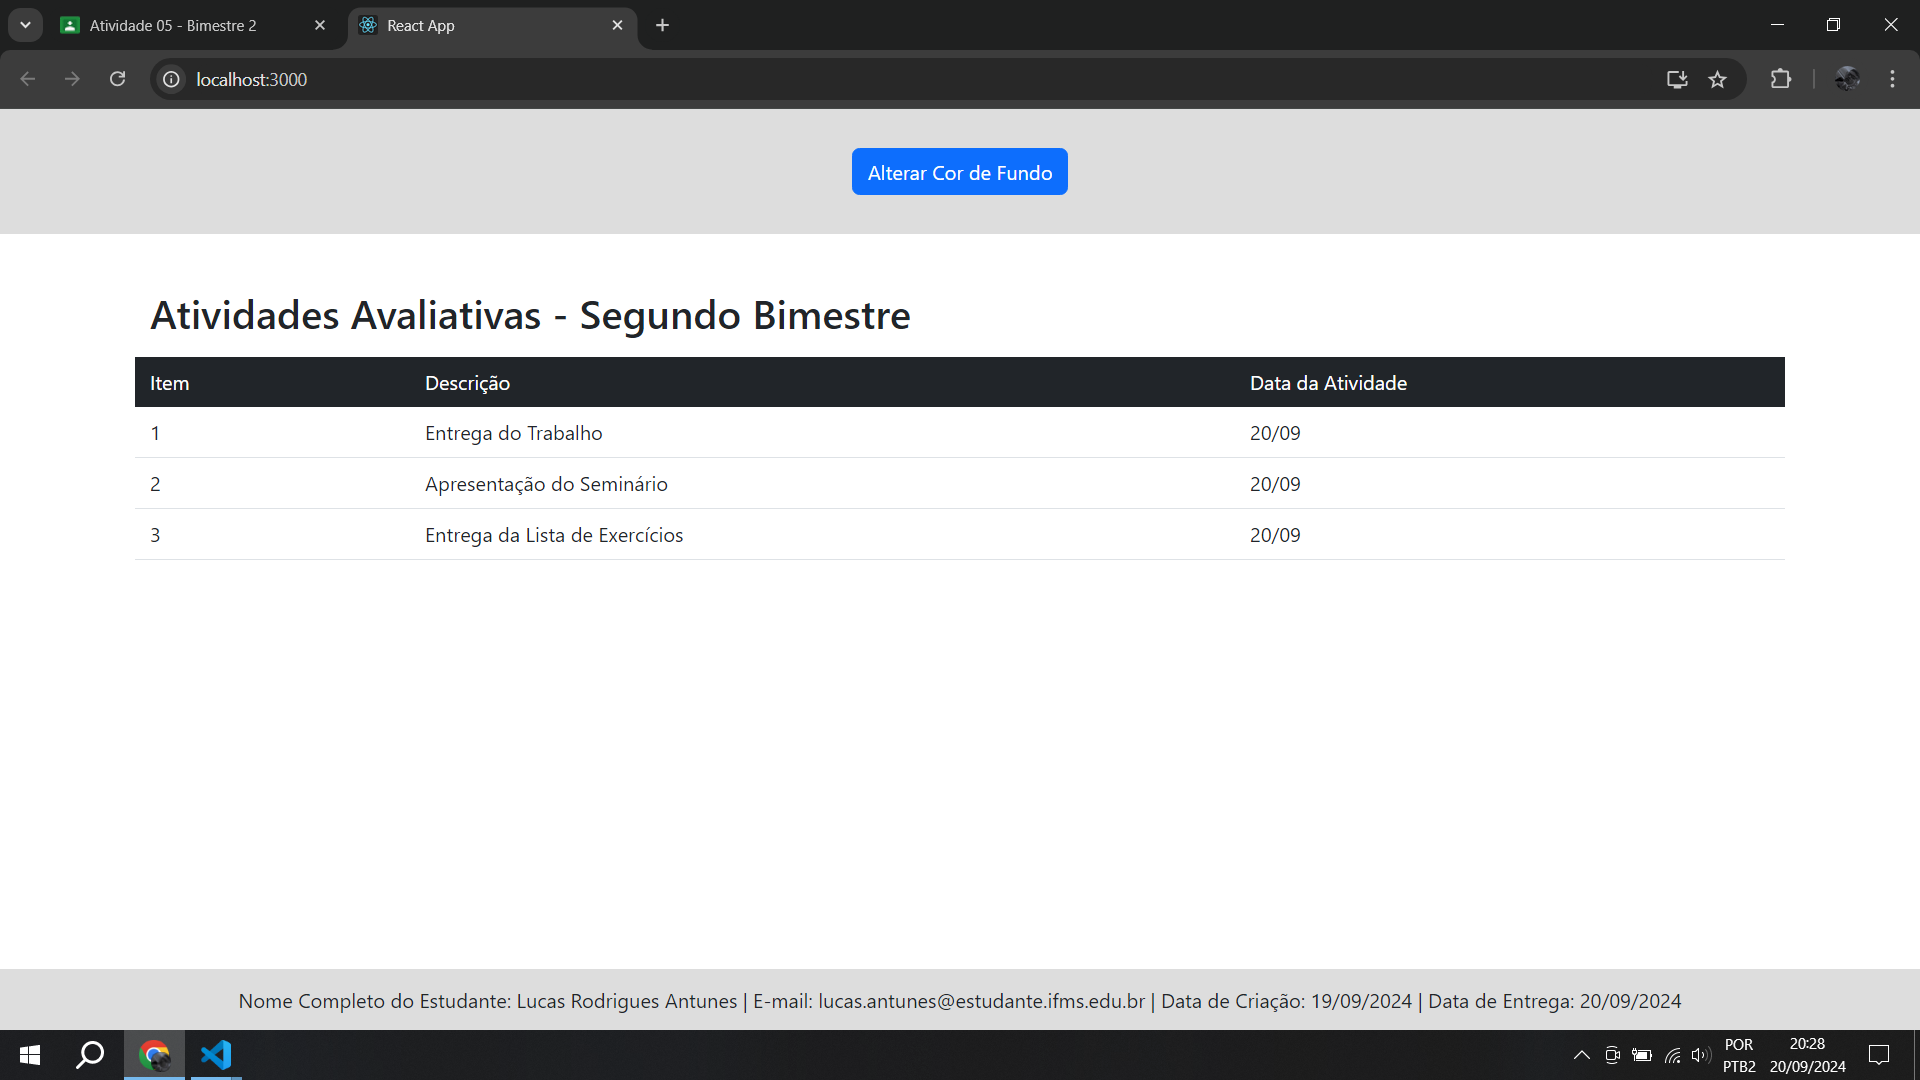 Atividade 05 - Bimestre 2
React App
localhost:3000
Alterar Cor de Fundo
Atividades Avaliativas - Segundo Bimestre
Item Descrição Data da Atividade
1 Entrega do Trabalho 20/09
2 Apresentação do Seminário 20/09
3 Entrega da Lista de Exercícios 20/09
Nome Completo do Estudante: Lucas Rodrigues Antunes | E-mail: lucas.antunes@estudante.ifms.edu.br | Data de Criação: 19/09/2024 | Data de Entrega: 20/09/2024
POR 20:28
PTB2 20/09/2024